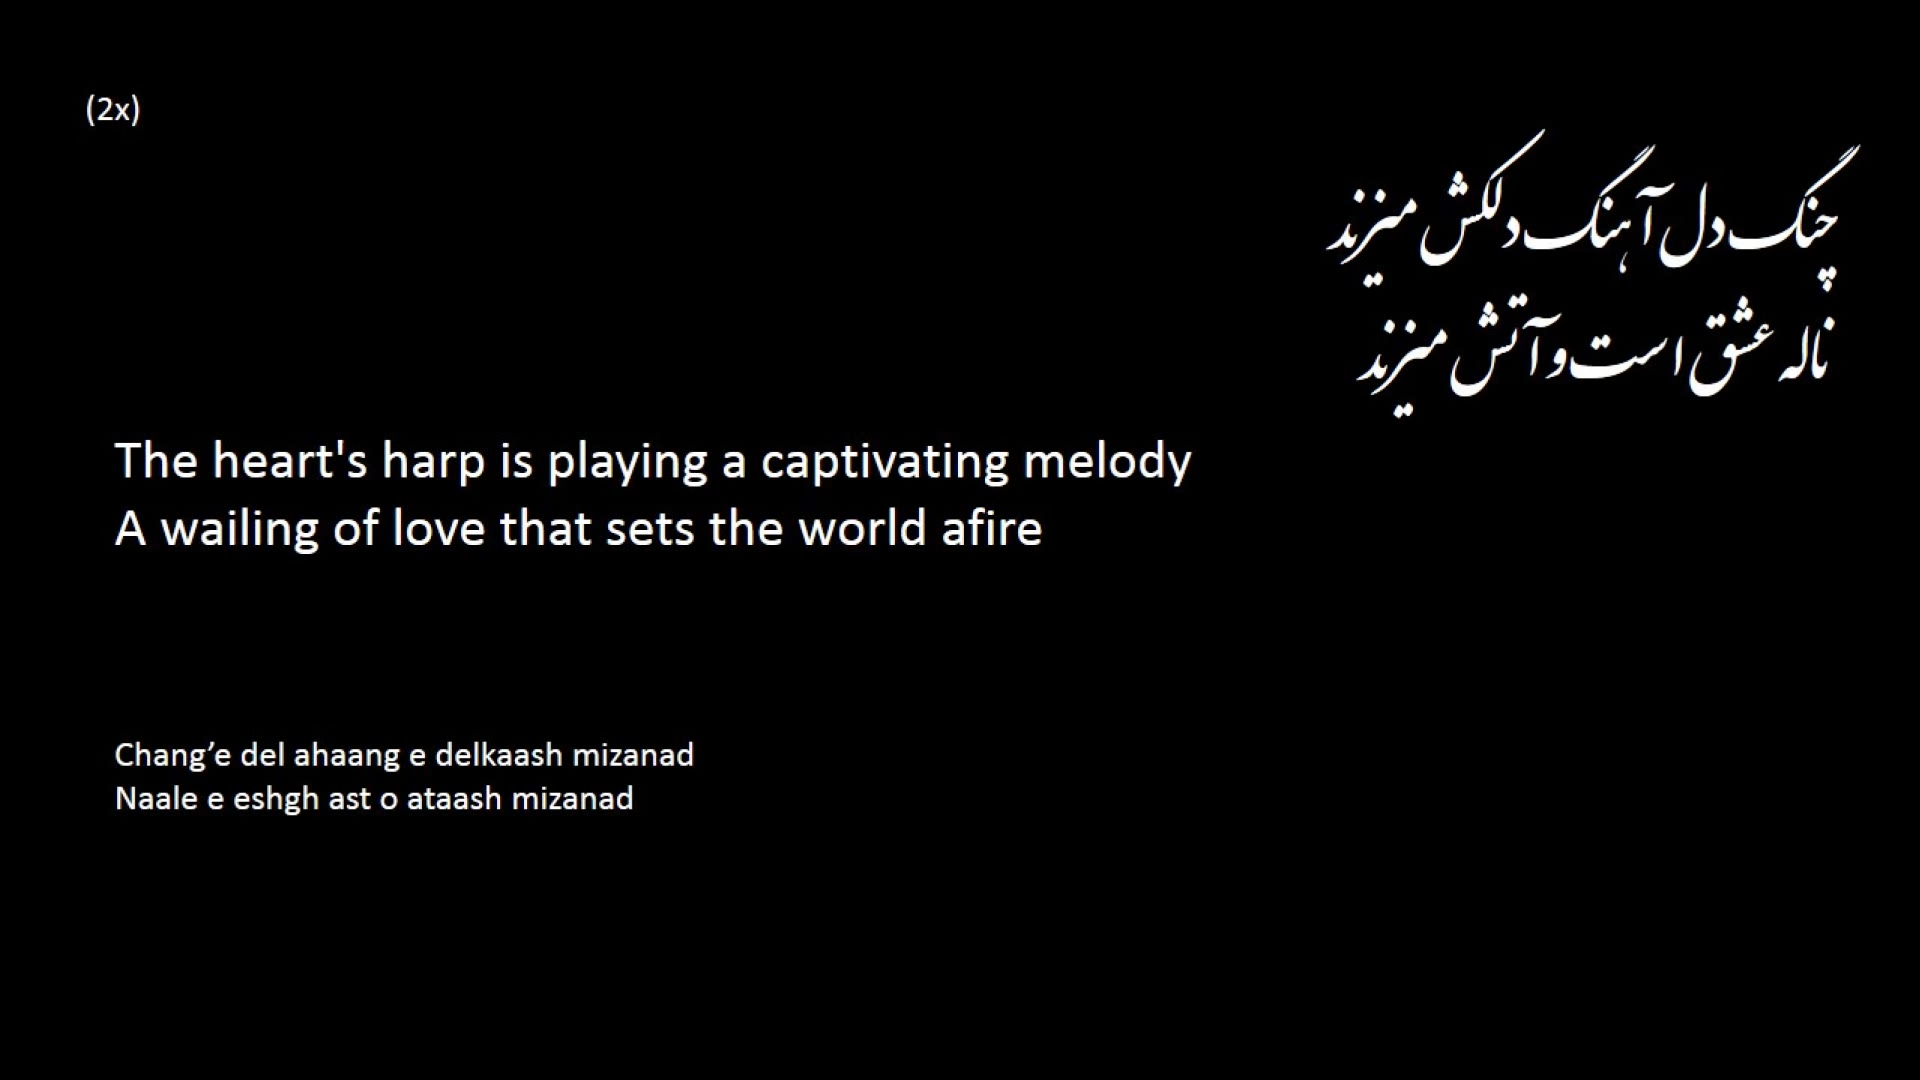 (2x)
چنگ دل آهنگ دلکش میزند
ناله عشق است و آتش میزند
The heart's harp is playing a captivating melody
A wailing of love that sets the world afire
Chang’e del ahaang e delkaash mizanad
Naale e eshgh ast o ataash mizanad